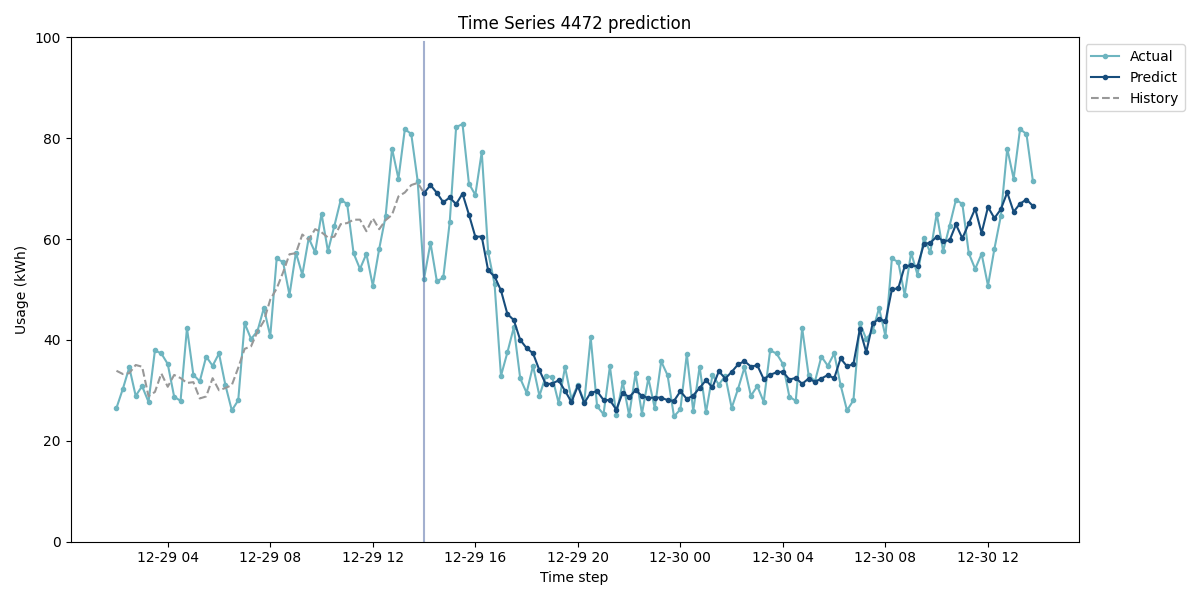 Time Series 4472 prediction
Usage (kWh)
100
80
60
40
20
0
12-29 04
12-29 08
12-29 12
12-29 16
12-29 20
12-30 00
12-30 04
12-30 08
12-30 12
Time step
Actual
Predict
History